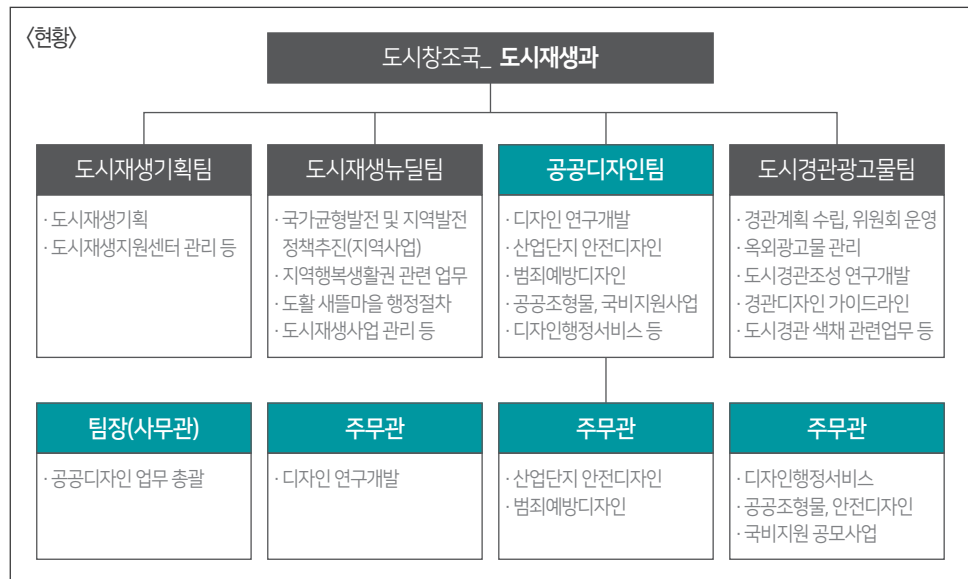 〈현황〉
도시창조국_ 도시재생과
도시재생기획팀
· 도시재생기획
· 도시재생지원센터 관리 등
도시재생뉴딜팀
· 국가균형발전 및 지역발전
정책추진(지역사업)
· 지역행복생활권 관련 업무
· 도활 새뜰마을 행정절차
· 도시재생사업 관리 등
공공디자인팀
· 디자인 연구개발
· 산업단지 안전디자인
· 범죄예방디자인
· 공공조형물, 국비지원사업
· 디자인행정서비스 등
도시경관광고물팀
· 경관계획 수립, 위원회 운영
· 옥외광고물 관리
· 도시경관조성 연구개발
· 경관디자인 가이드라인
· 도시경관 색채 관련업무 등
팀장(사무관)
· 공공디자인 업무 총괄
주무관
· 디자인 연구개발
주무관
· 산업단지 안전디자인
· 범죄예방디자인
주무관
· 디자인행정서비스
· 공공조형물, 안전디자인
· 국비지원 공모사업